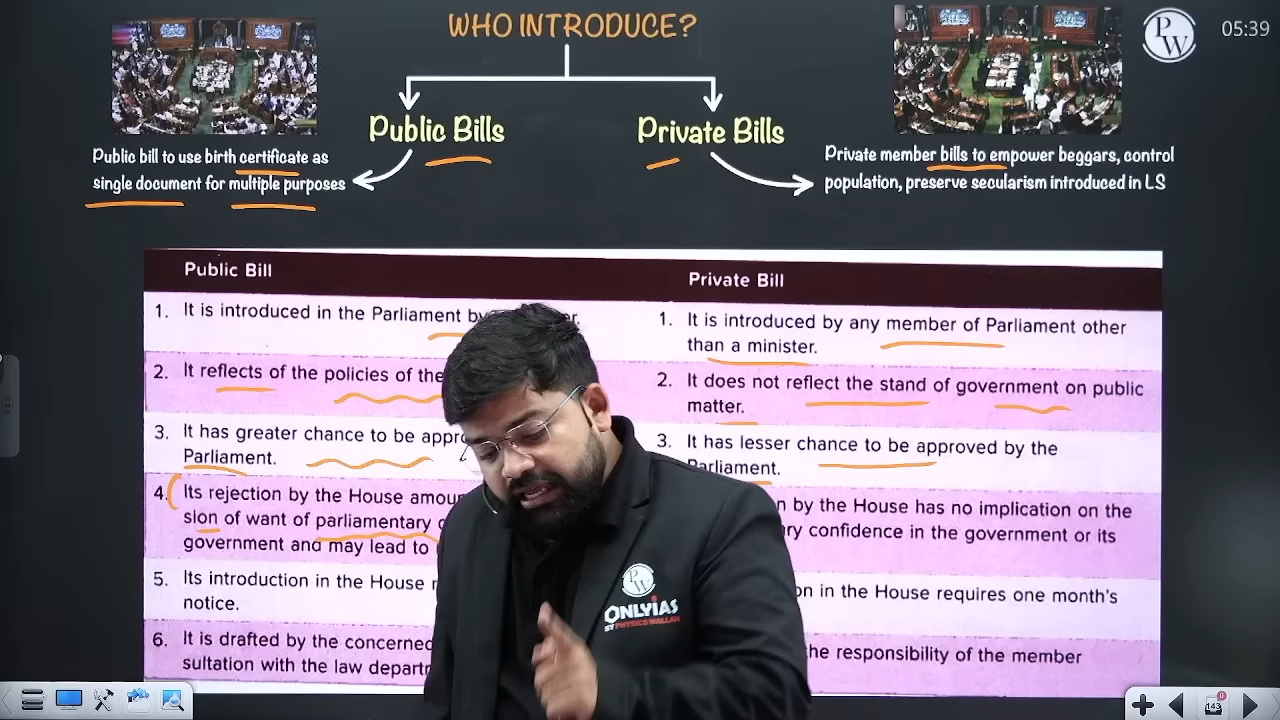 WHO INTRODUCE?
PW
05:39
Public Bills
Private Bills
Public bill to use birth certificate as
single document for multiple purposes
Private member bills to empower beggars, control
population, preserve secularism introduced in LS
Public Bill
1. It is introduced in the Parliament by
2. It reflects of the policies of the
3. It has greater chance to be
Parliament.
4. Its rejection by the House
sion of want of parliamentary
government and may lead to
5. Its introduction in the House
notice.
6. It is drafted by the concerned
sultation with the law
Private Bill
1. It is introduced by any member of Parliament other
than a minister.
2. It does not reflect the stand of government on public
matter.
3. It has lesser chance to be approved by the
Parliament.
by the House has no implication on the
confidence in the government or its
in the House requires one month's
the responsibility of the member
PW
ONLYIAS
BY PHYSICS WALLAH
143
0